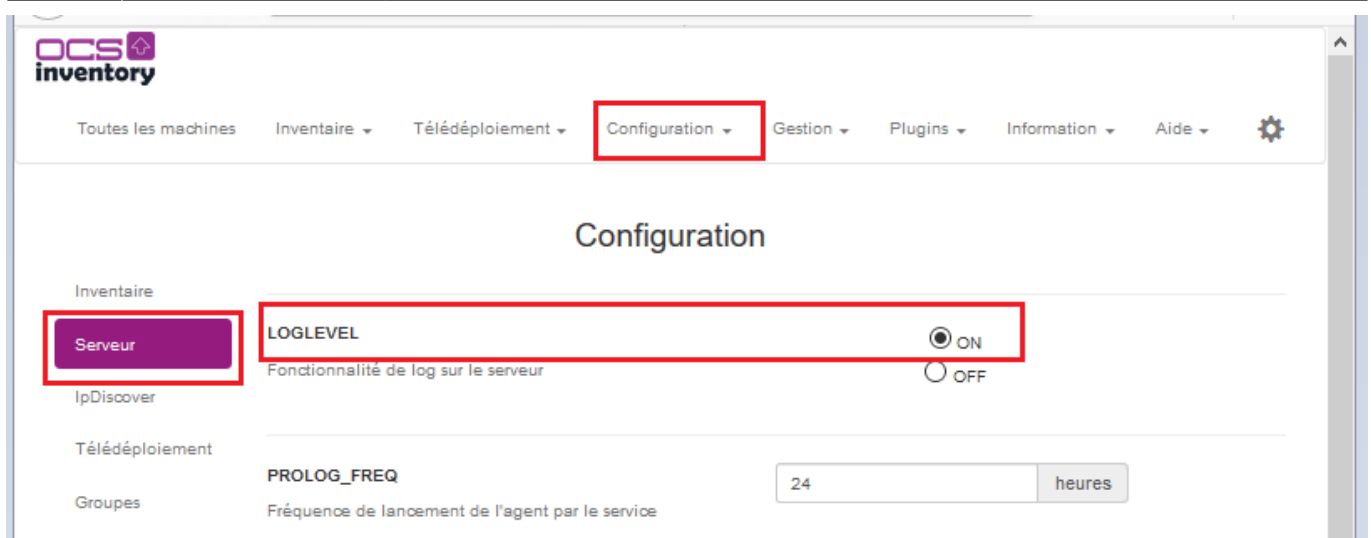 OCS
inventory
Toutes les machines Inventaire Télédéploiement Configuration Gestion Plugins Information Aide
Configuration
Inventaire
Serveur
LOGLEVEL
ON
Fonctionnalité de log sur le serveur
OFF
IpDiscover
Télédéploiement
PROLOG_FREQ
24 heures
Groupes
Fréquence de lancement de l'agent par le service